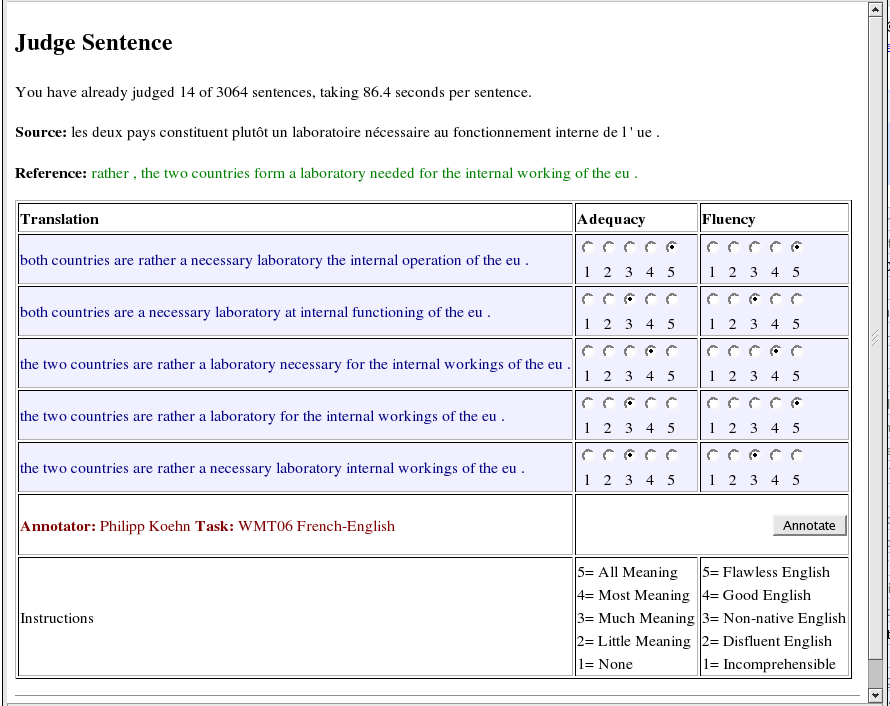 Judge Sentence
You have already judged 14 of 3064 sentences, taking 86.4 seconds per sentence.
Source: les deux pays constituent plutôt un laboratoire nécessaire au fonctionnement interne de l ' ue .
Reference: rather , the two countries form a laboratory needed for the internal working of the eu .
Translation Adequacy Fluency
both countries are rather a necessary laboratory the internal operation of the eu .
1 2 3 4 5 1 2 3 4 5
both countries are a necessary laboratory at internal functioning of the eu .
1 2 3 4 5 1 2 3 4 5
the two countries are rather a laboratory necessary for the internal workings of the eu .
1 2 3 4 5 1 2 3 4 5
the two countries are rather a laboratory for the internal workings of the eu .
1 2 3 4 5 1 2 3 4 5
the two countries are rather a necessary laboratory internal workings of the eu .
1 2 3 4 5 1 2 3 4 5
Annotator: Philipp Koehn Task: WMT06 French-English
Annotate
Instructions
5= All Meaning 5= Flawless English
4= Most Meaning 4= Good English
3= Much Meaning 3= Non-native English
2= Little Meaning 2= Disfluent English
1= None 1= Incomprehensible